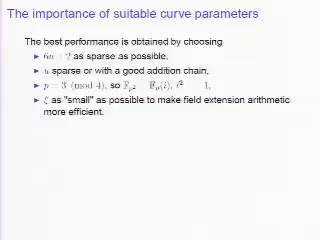 The importance of suitable curve parameters
The best performance is obtained by choosing
6u + 2 as sparse as possible,
u sparse or with a good addition chain,
p = 3 (mod 4), so F_{p^2} F_p(i), i^2 1,
ξ as "small" as possible to make field extension arithmetic
more efficient.